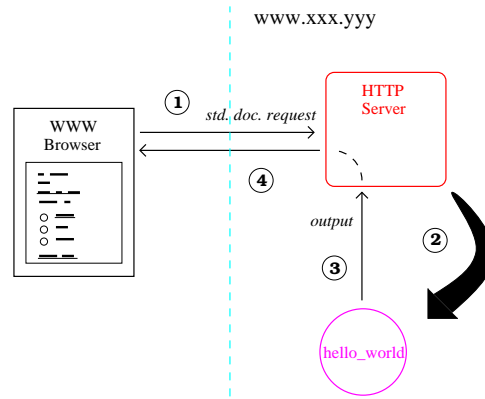 www.xxx.yyy
HTTP
Server
1
std. doc. request
WWW
Browser
4
output
2
3
hello_world